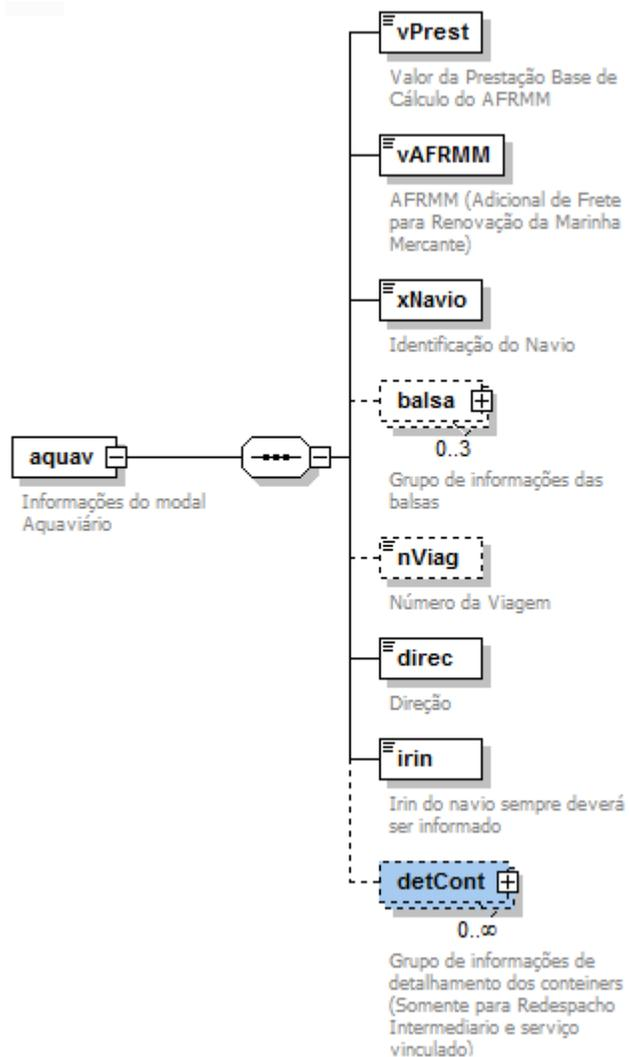 vPrest
Valor da Prestação Base de
Cálculo do AFRMM
vAFRMM
AFRMM (Adicional de Frete
para Renovação da Marinha
Mercante)
xNavio
Identificação do Navio
balsa
0..3
Grupo de informações das
balsas
aquav
Informações do modal
Aquaviário
nViag
Número da Viagem
direc
Direção
irin
Irin do navio sempre deverá
ser informado
detCont
0..∞
Grupo de informações de
detalhamento dos conteiners
(Somente para Redespacho
Intermediario e serviço
vinculado)